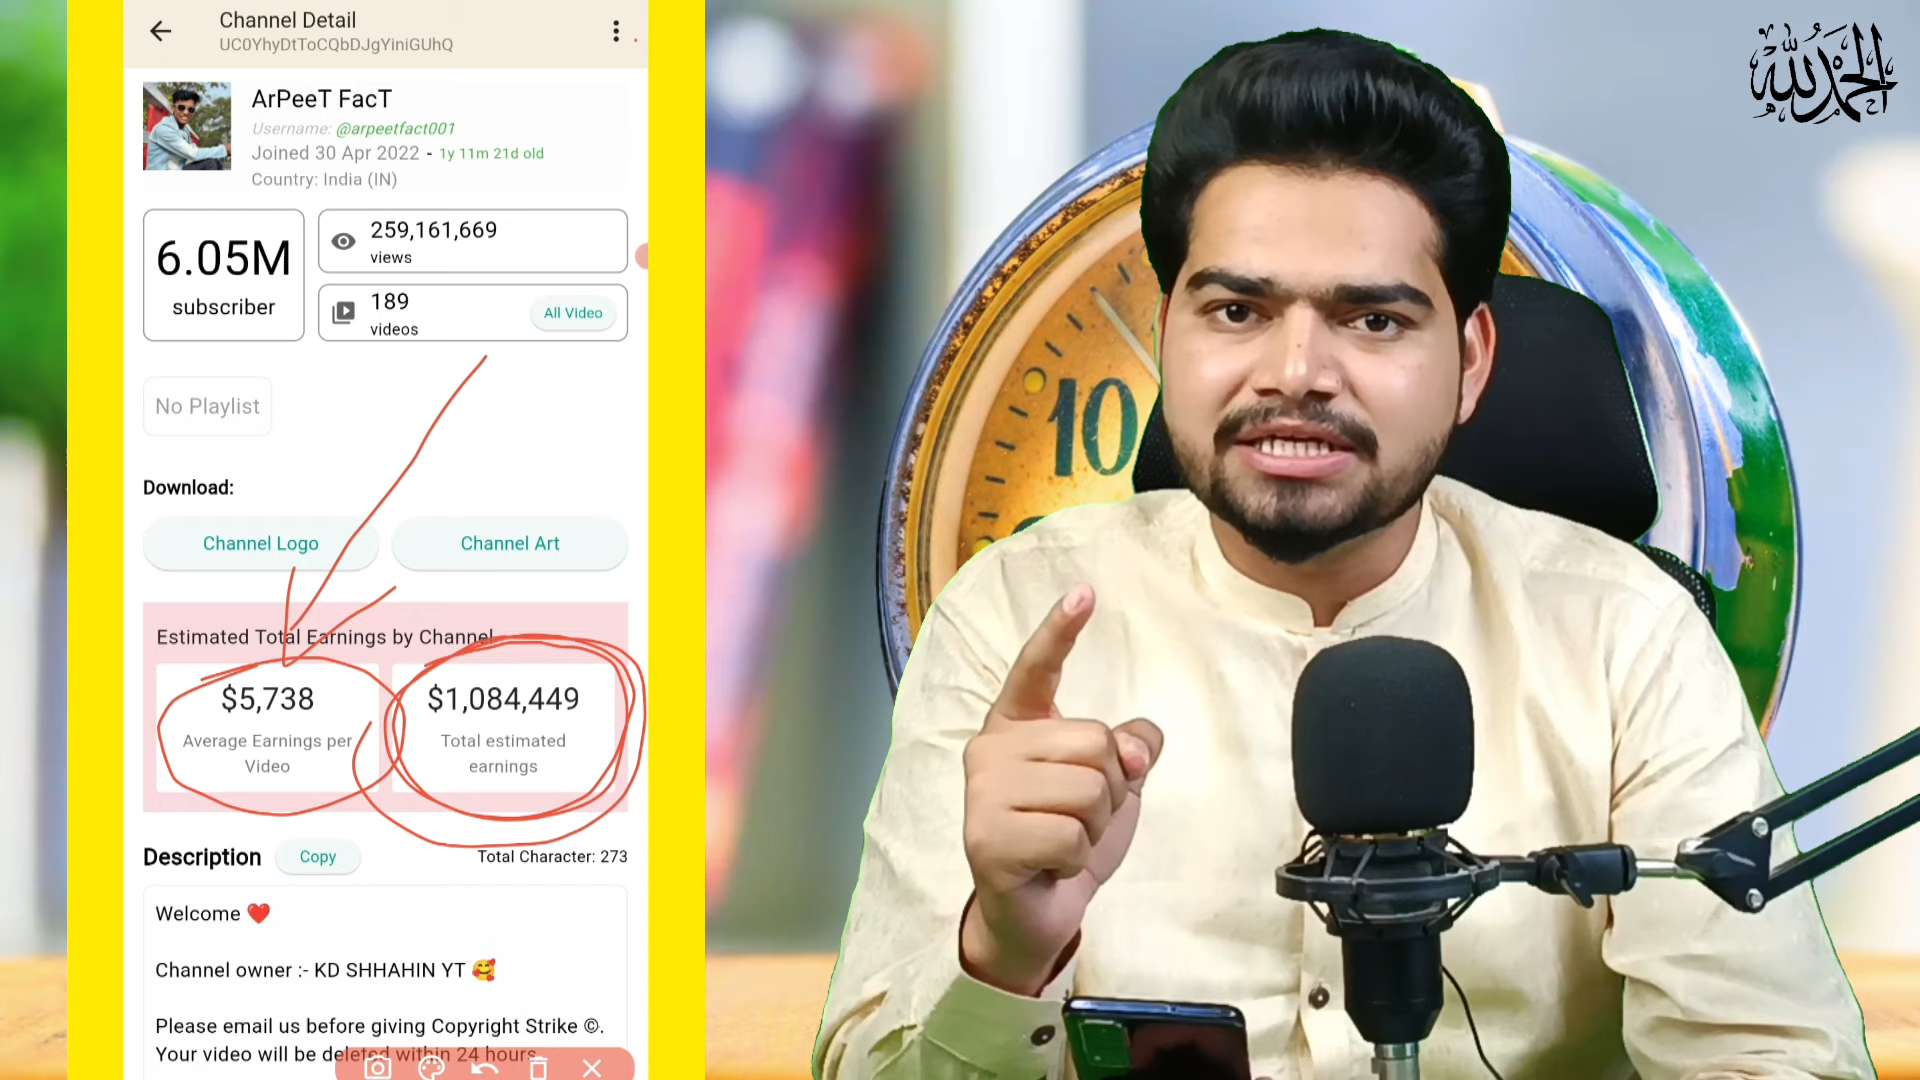 Channel Detail
UC0YhyDtToCQbDJgYiniGUhQ
ArPeeT FacT
Username: @arpeetfact001
Joined 30 Apr 2022 - 1y 11m 21d old
Country: India (IN)
6.05M
subscriber
259,161,669
views
189
videos
All Video
No Playlist
Download:
Channel Logo
Channel Art
Estimated Total Earnings by Channel
$5,738
Average Earnings per
Video
$1,084,449
Total estimated
earnings
Description
Copy
Total Character: 273
Welcome ❤️
Channel owner :- KD SHHAHIN YT 🥰
Please email us before giving Copyright Strike ©.
Your video will be deleted within 24 hours
الحمد لله
10